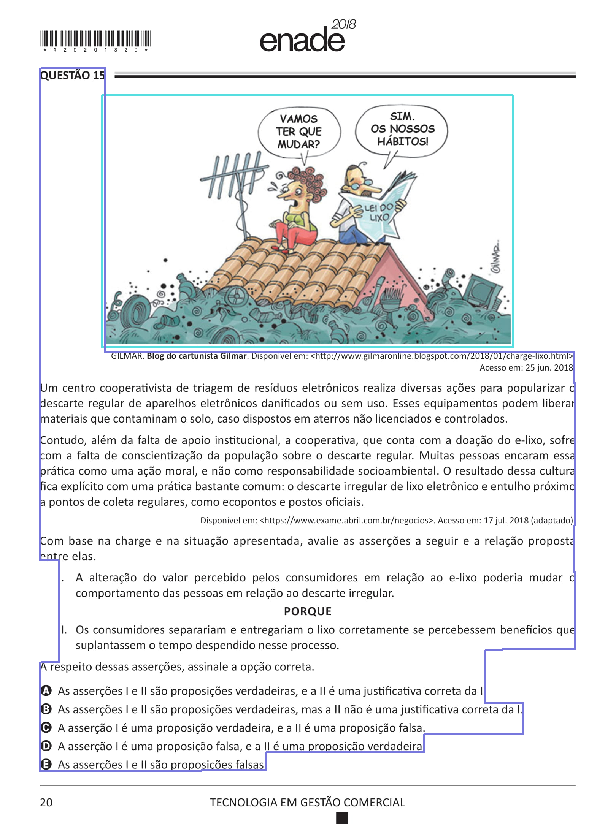 *R2020182 0*
enade2018
QUESTÃO 15
VAMOS
TER QUE
MUDAR?
SIM.
OS NOSSOS
HÁBITOS!
LEI DO
LIXO
GILMAR. Blog do cartunista Gilmar. Disponível em: <http://www.gilmaronline.blogspot.com/2018/01/charge-lixo.html>
Acesso em: 25 jun. 2018
Um centro cooperativista de triagem de resíduos eletrônicos realiza diversas ações para popularizar o
descarte regular de aparelhos eletrônicos danificados ou sem uso. Esses equipamentos podem liberar
materiais que contaminam o solo, caso dispostos em aterros não licenciados e controlados.
Contudo, além da falta de apoio institucional, a cooperativa, que conta com a doação do e-lixo, sofre
com a falta de conscientização da população sobre o descarte regular. Muitas pessoas encaram essa
prática como uma ação moral, e não como responsabilidade socioambiental. O resultado dessa cultura
fica explícito com uma prática bastante comum: o descarte irregular de lixo eletrônico e entulho próximo
a pontos de coleta regulares, como ecopontos e postos oficiais.
Disponível em: <https://www.exame.abril.com.br/negocios>. Acesso em: 17 jul. 2018 (adaptado)
Com base na charge e na situação apresentada, avalie as asserções a seguir e a relação proposta
entre elas.
I. A alteração do valor percebido pelos consumidores em relação ao e-lixo poderia mudar o
comportamento das pessoas em relação ao descarte irregular.
PORQUE
II. Os consumidores separariam e entregariam o lixo corretamente se percebessem benefícios que
suplantassem o tempo despendido nesse processo.
A respeito dessas asserções, assinale a opção correta.
A As asserções I e II são proposições verdadeiras, e a II é uma justificativa correta da I.
B As asserções I e II são proposições verdadeiras, mas a II não é uma justificativa correta da I.
C A asserção I é uma proposição verdadeira, e a II é uma proposição falsa.
D A asserção I é uma proposição falsa, e a II é uma proposição verdadeira
E As asserções I e II são proposições falsas
20 TECNOLOGIA EM GESTÃO COMERCIAL